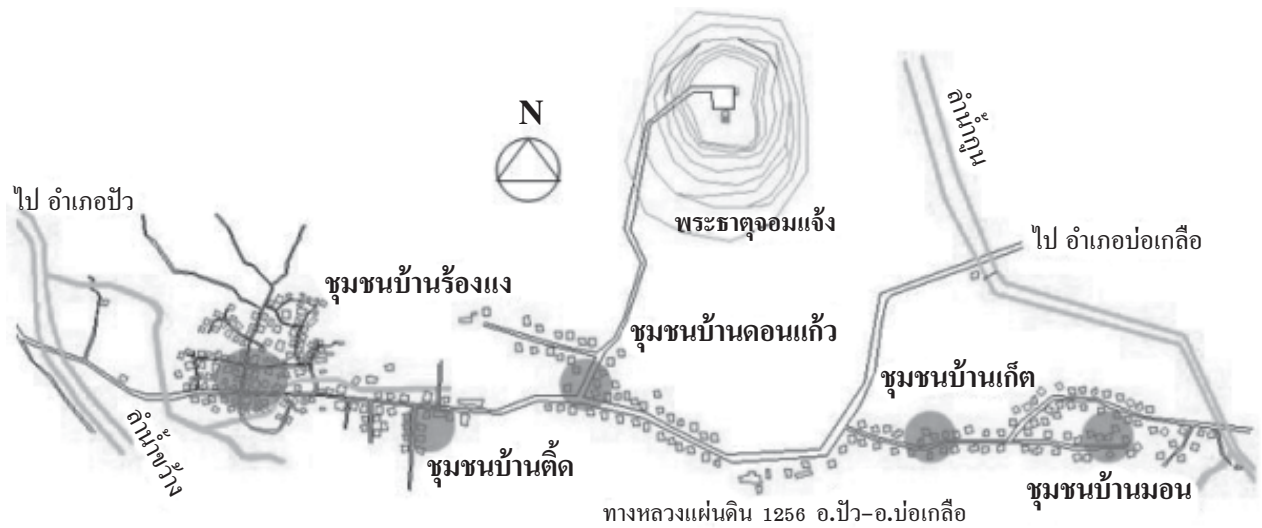 N
ลำน้ำกูน
ไป อำเภอปัว
พระธาตุจอมแจ้ง
ไป อำเภอบ่อเกลือ
ชุมชนบ้านร้องแง
ชุมชนบ้านดอนแก้ว
ชุมชนบ้านเก็ต
ลำน้ำขว้าง
ชุมชนบ้านติ้ด
ชุมชนบ้านมอน
ทางหลวงแผ่นดิน 1256 อ.ปัว-อ.บ่อเกลือ